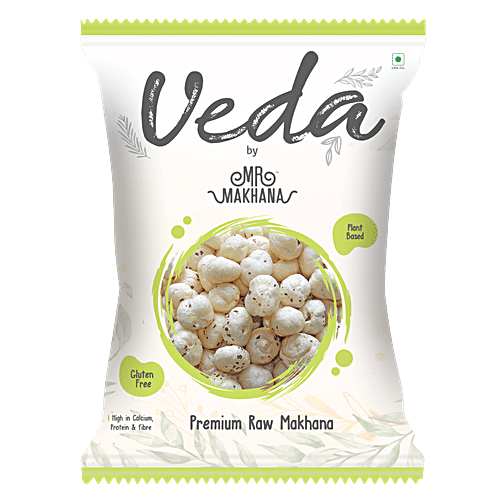 Veda
by
MR
MAKHANA
Plant
Based
Gluten
Free
High in Calcium,
Protein & fibre
Premium Raw Makhana